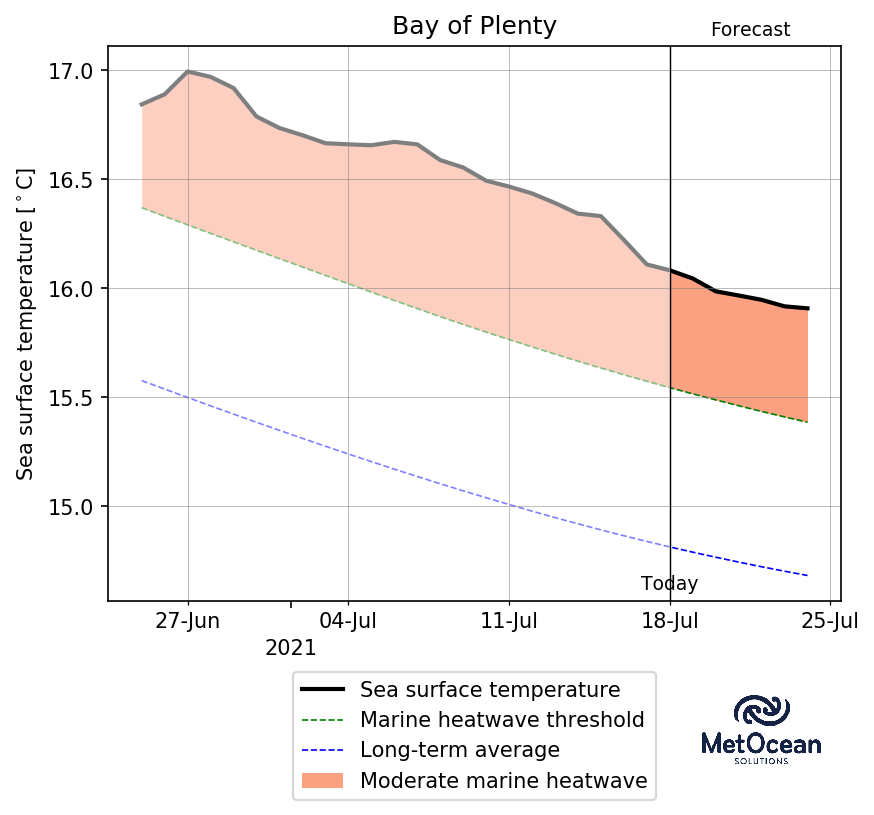 Bay of Plenty
Forecast
Sea surface temperature [°C]
17.0
16.5
16.0
15.5
15.0
Today
27-Jun
04-Jul
11-Jul
18-Jul
25-Jul
2021
Sea surface temperature
Marine heatwave threshold
Long-term average
Moderate marine heatwave
MetOcean
SOLUTIONS